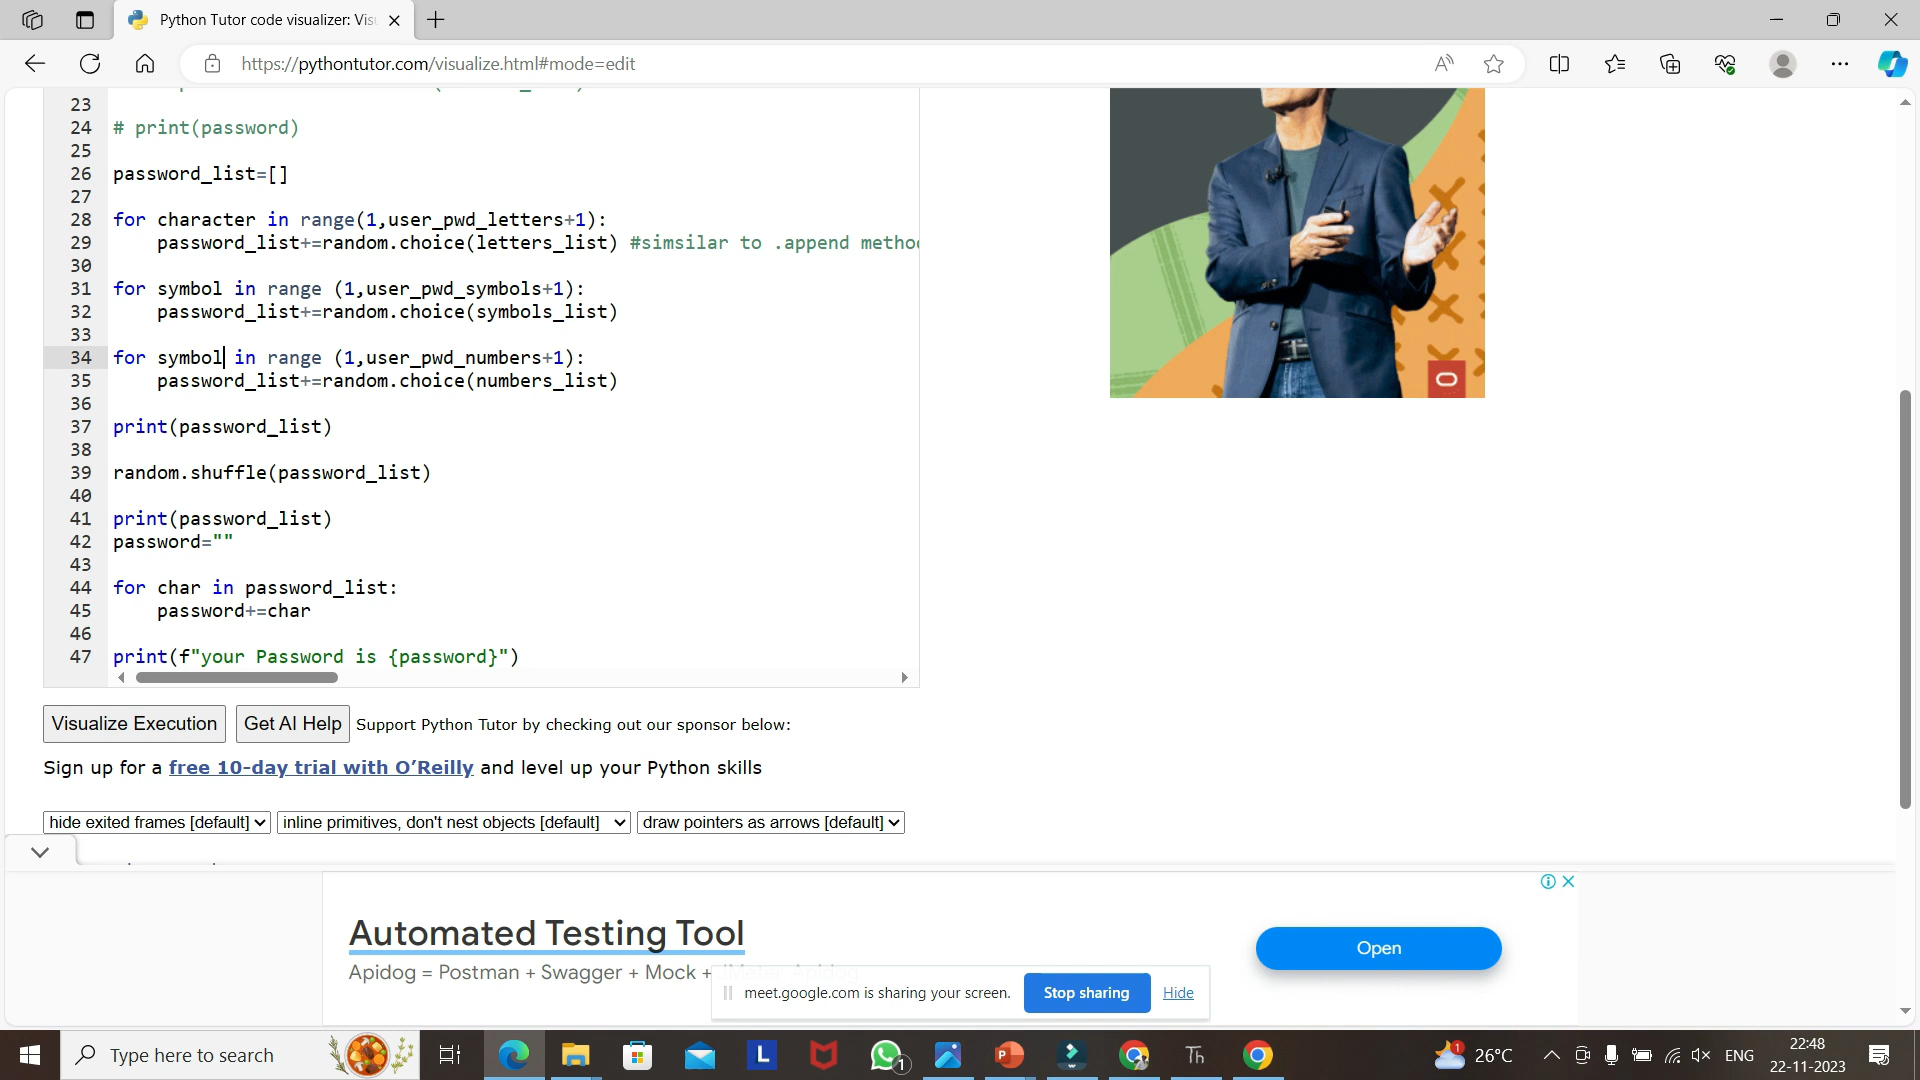 Python Tutor code visualizer: Vis
https://pythontutor.com/visualize.html#mode=edit
23
24 # print(password)
25
26 password_list=[]
27
28 for character in range(1,user_pwd_letters+1):
29 password_list+=random.choice(letters_list) #simsilar to .append metho
30
31 for symbol in range (1,user_pwd_symbols+1):
32 password_list+=random.choice(symbols_list)
33
34 for symbol in range (1,user_pwd_numbers+1):
35 password_list+=random.choice(numbers_list)
36
37 print(password_list)
38
39 random.shuffle(password_list)
40
41 print(password_list)
42 password=""
43
44 for char in password_list:
45 password+=char
46
47 print(f"your Password is {password}")
Visualize Execution Get AI Help Support Python Tutor by checking out our sponsor below:
Sign up for a free 10-day trial with O'Reilly and level up your Python skills
hide exited frames [default] inline primitives, don't nest objects [default] draw pointers as arrows [default]
Automated Testing Tool
Apidog = Postman + Swagger + Mock +
Open
meet.google.com is sharing your screen. Stop sharing Hide
Type here to search
L
1
Th
1
26°C
ENG
22:48
22-11-2023